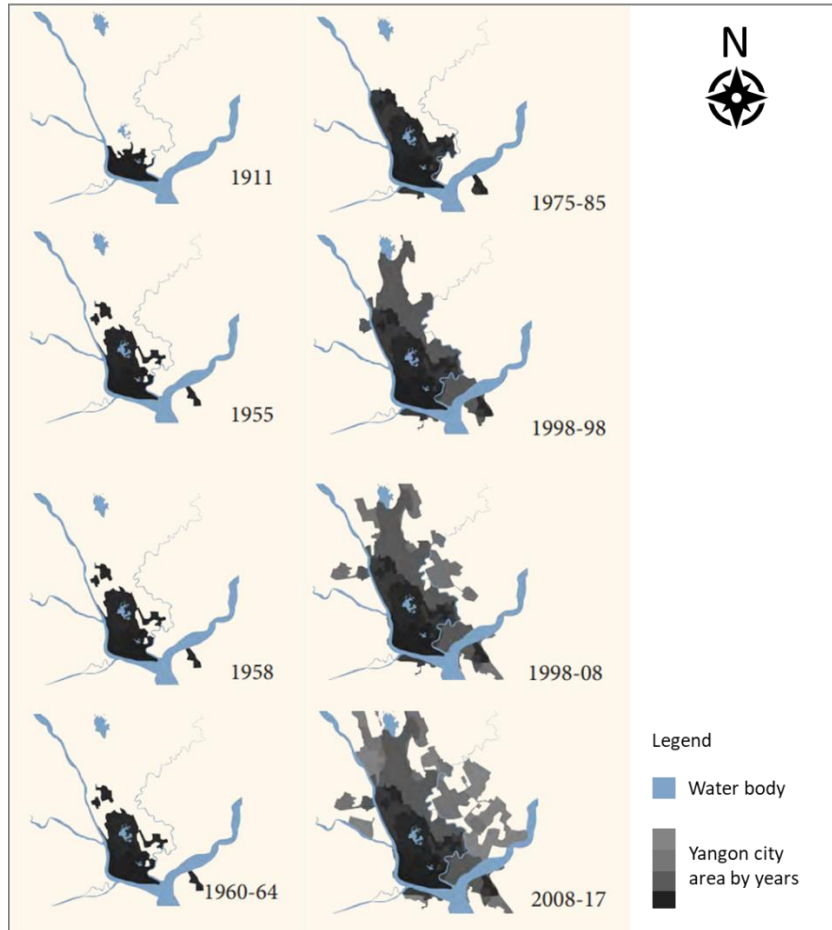 N
1911
1975-85
1955
1998-98
1958
1998-08
1960-64
2008-17
Legend
Water body
Yangon city
area by years